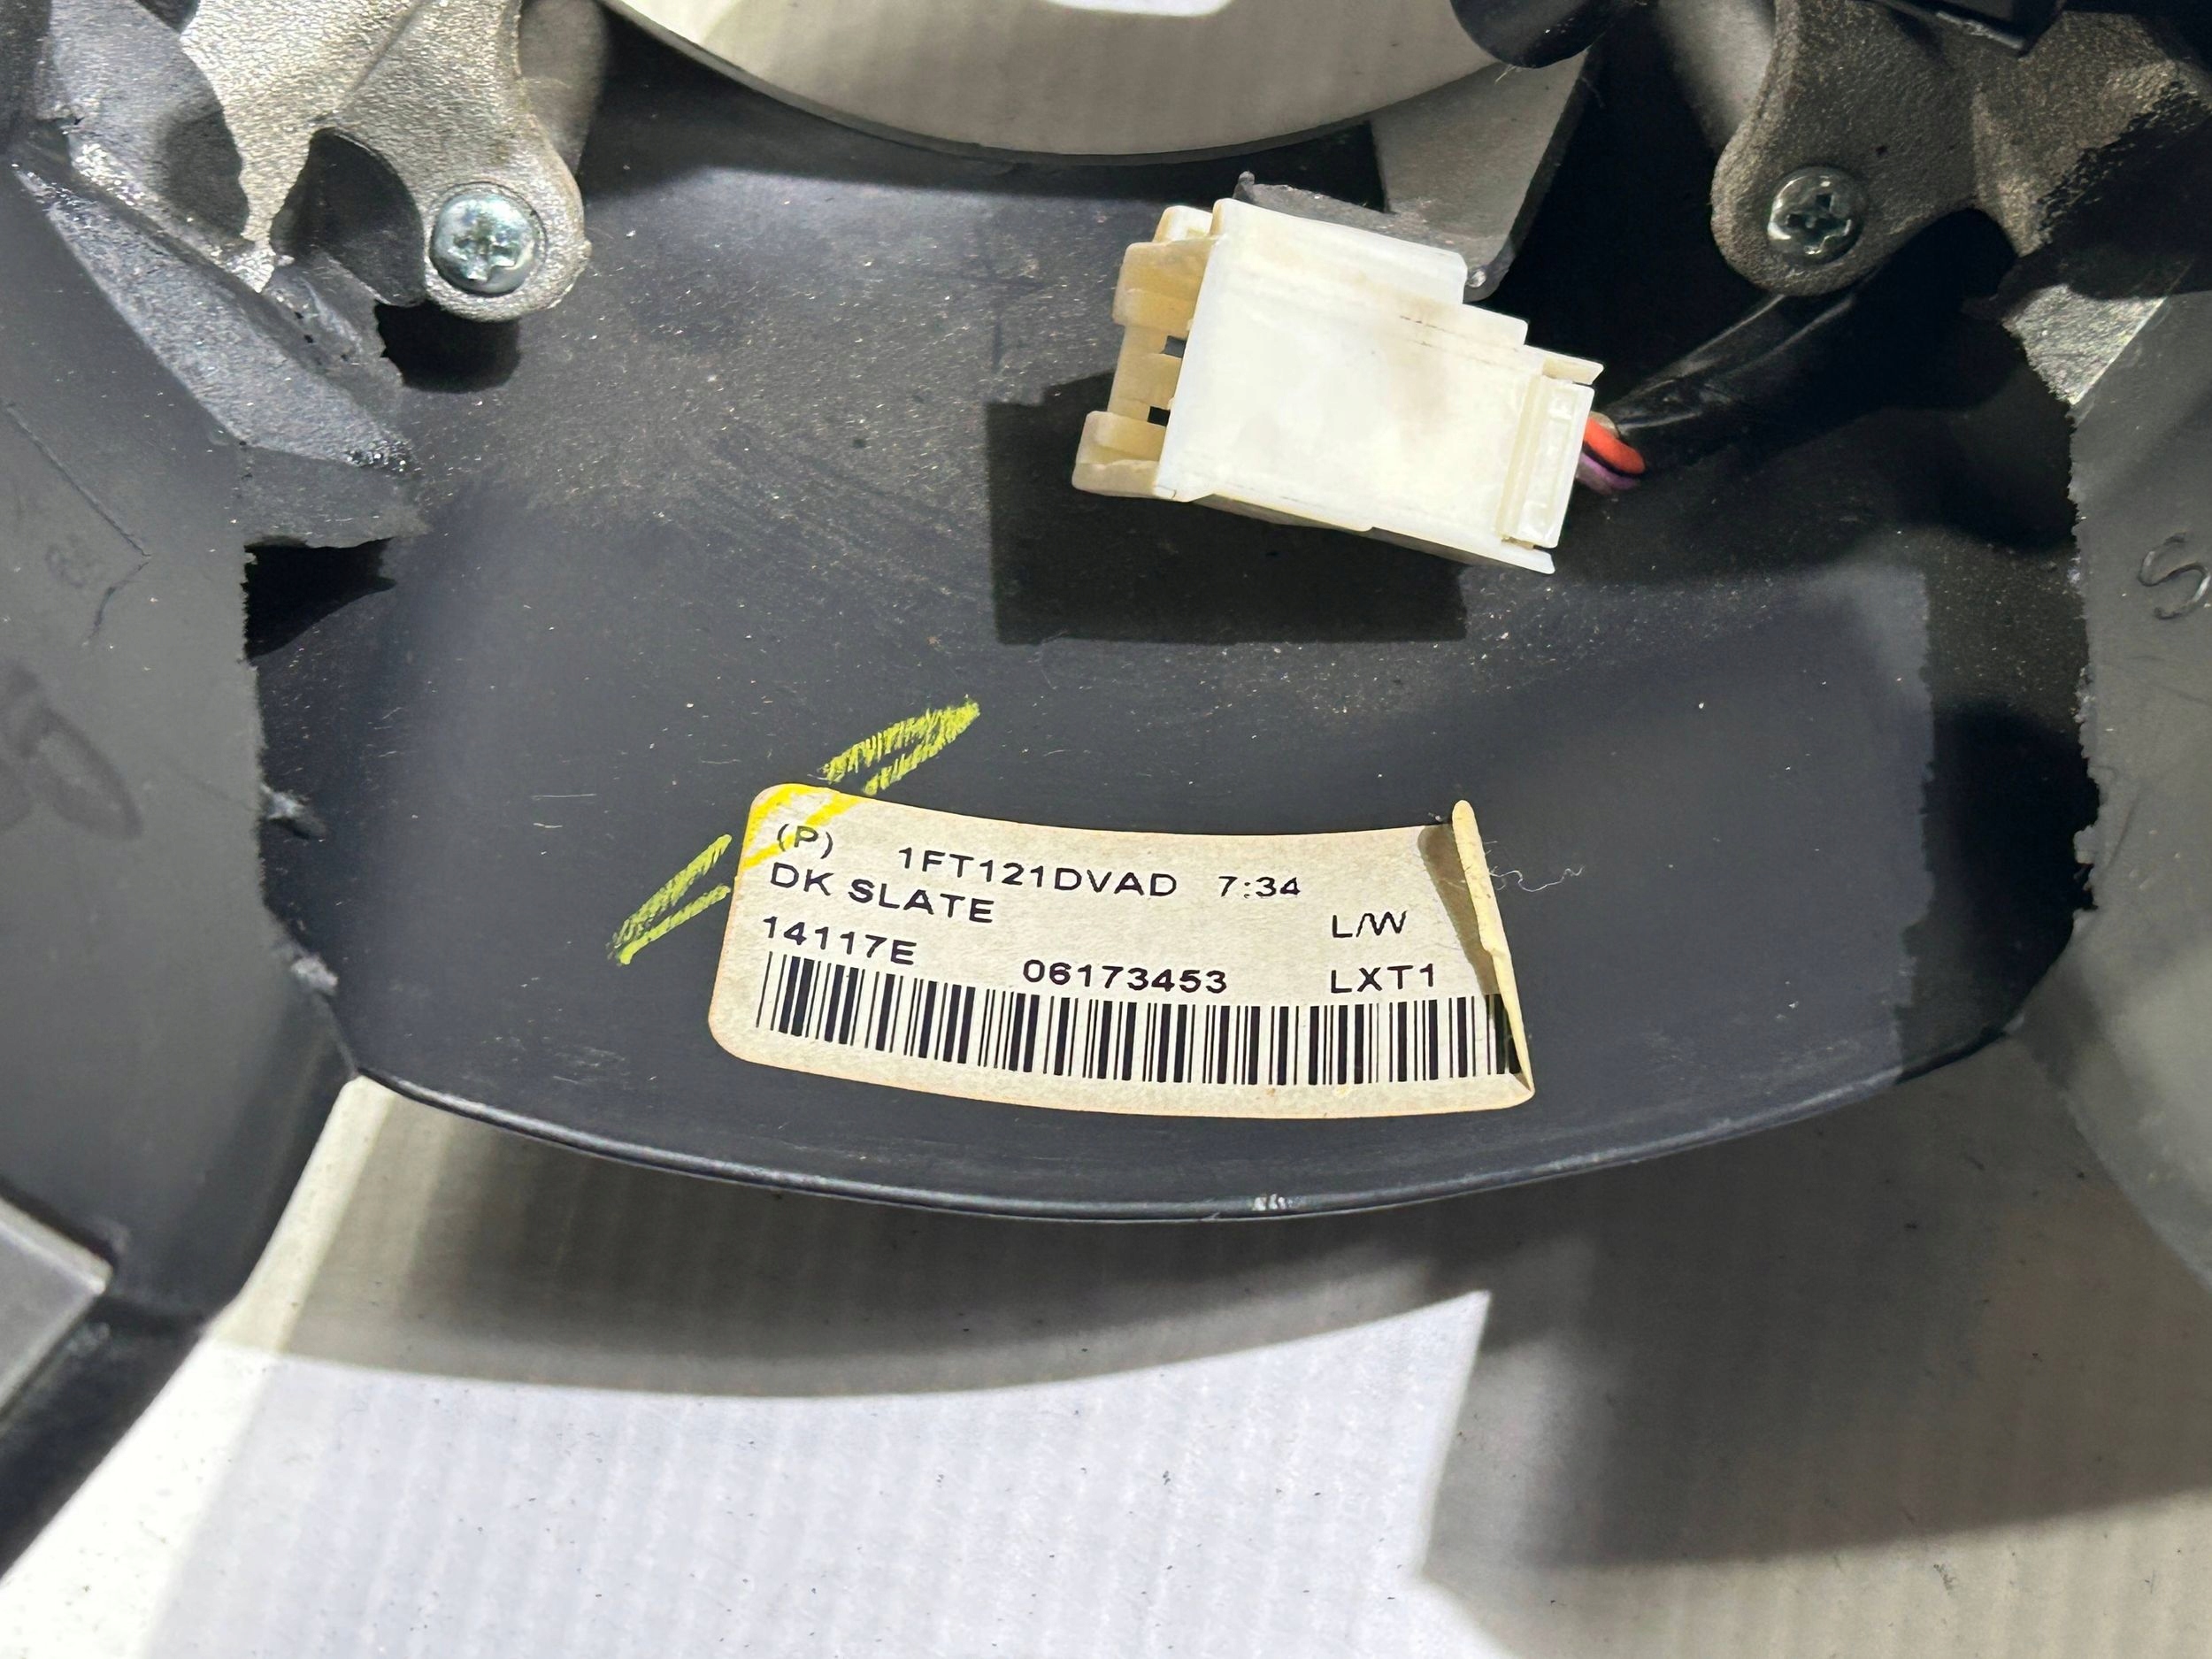 (P) 1FT121DVAD 7:34
DK SLATE L/W
14117E 06173453 LXT1
S